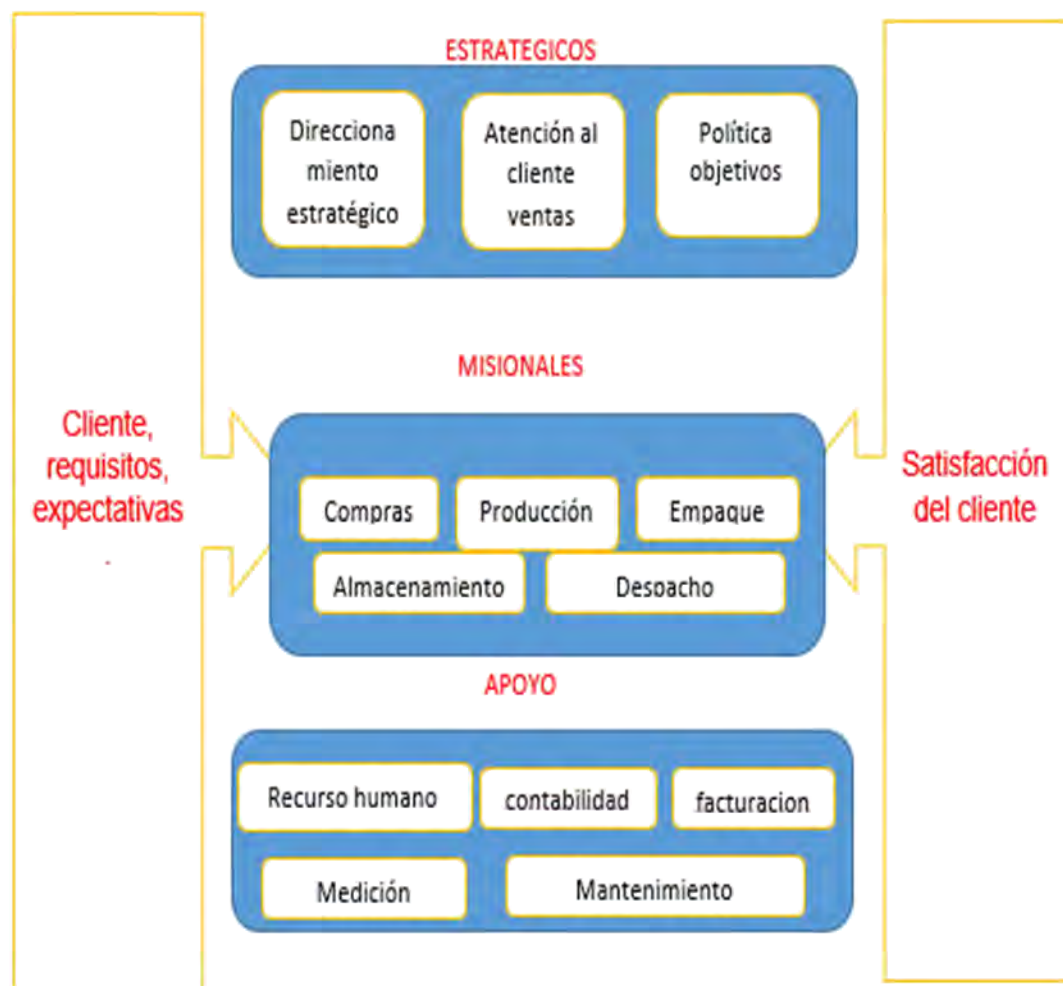 ESTRATEGICOS
Direcciona
miento
estratégico
Atención al
cliente
ventas
Política
objetivos
MISIONALES
Cliente,
requisitos,
expectativas
.
Compras
Producción
Empaque
Almacenamiento
Despacho
Satisfacción
del cliente
APOYO
Recurso humano
contabilidad
facturacion
Medición
Mantenimiento